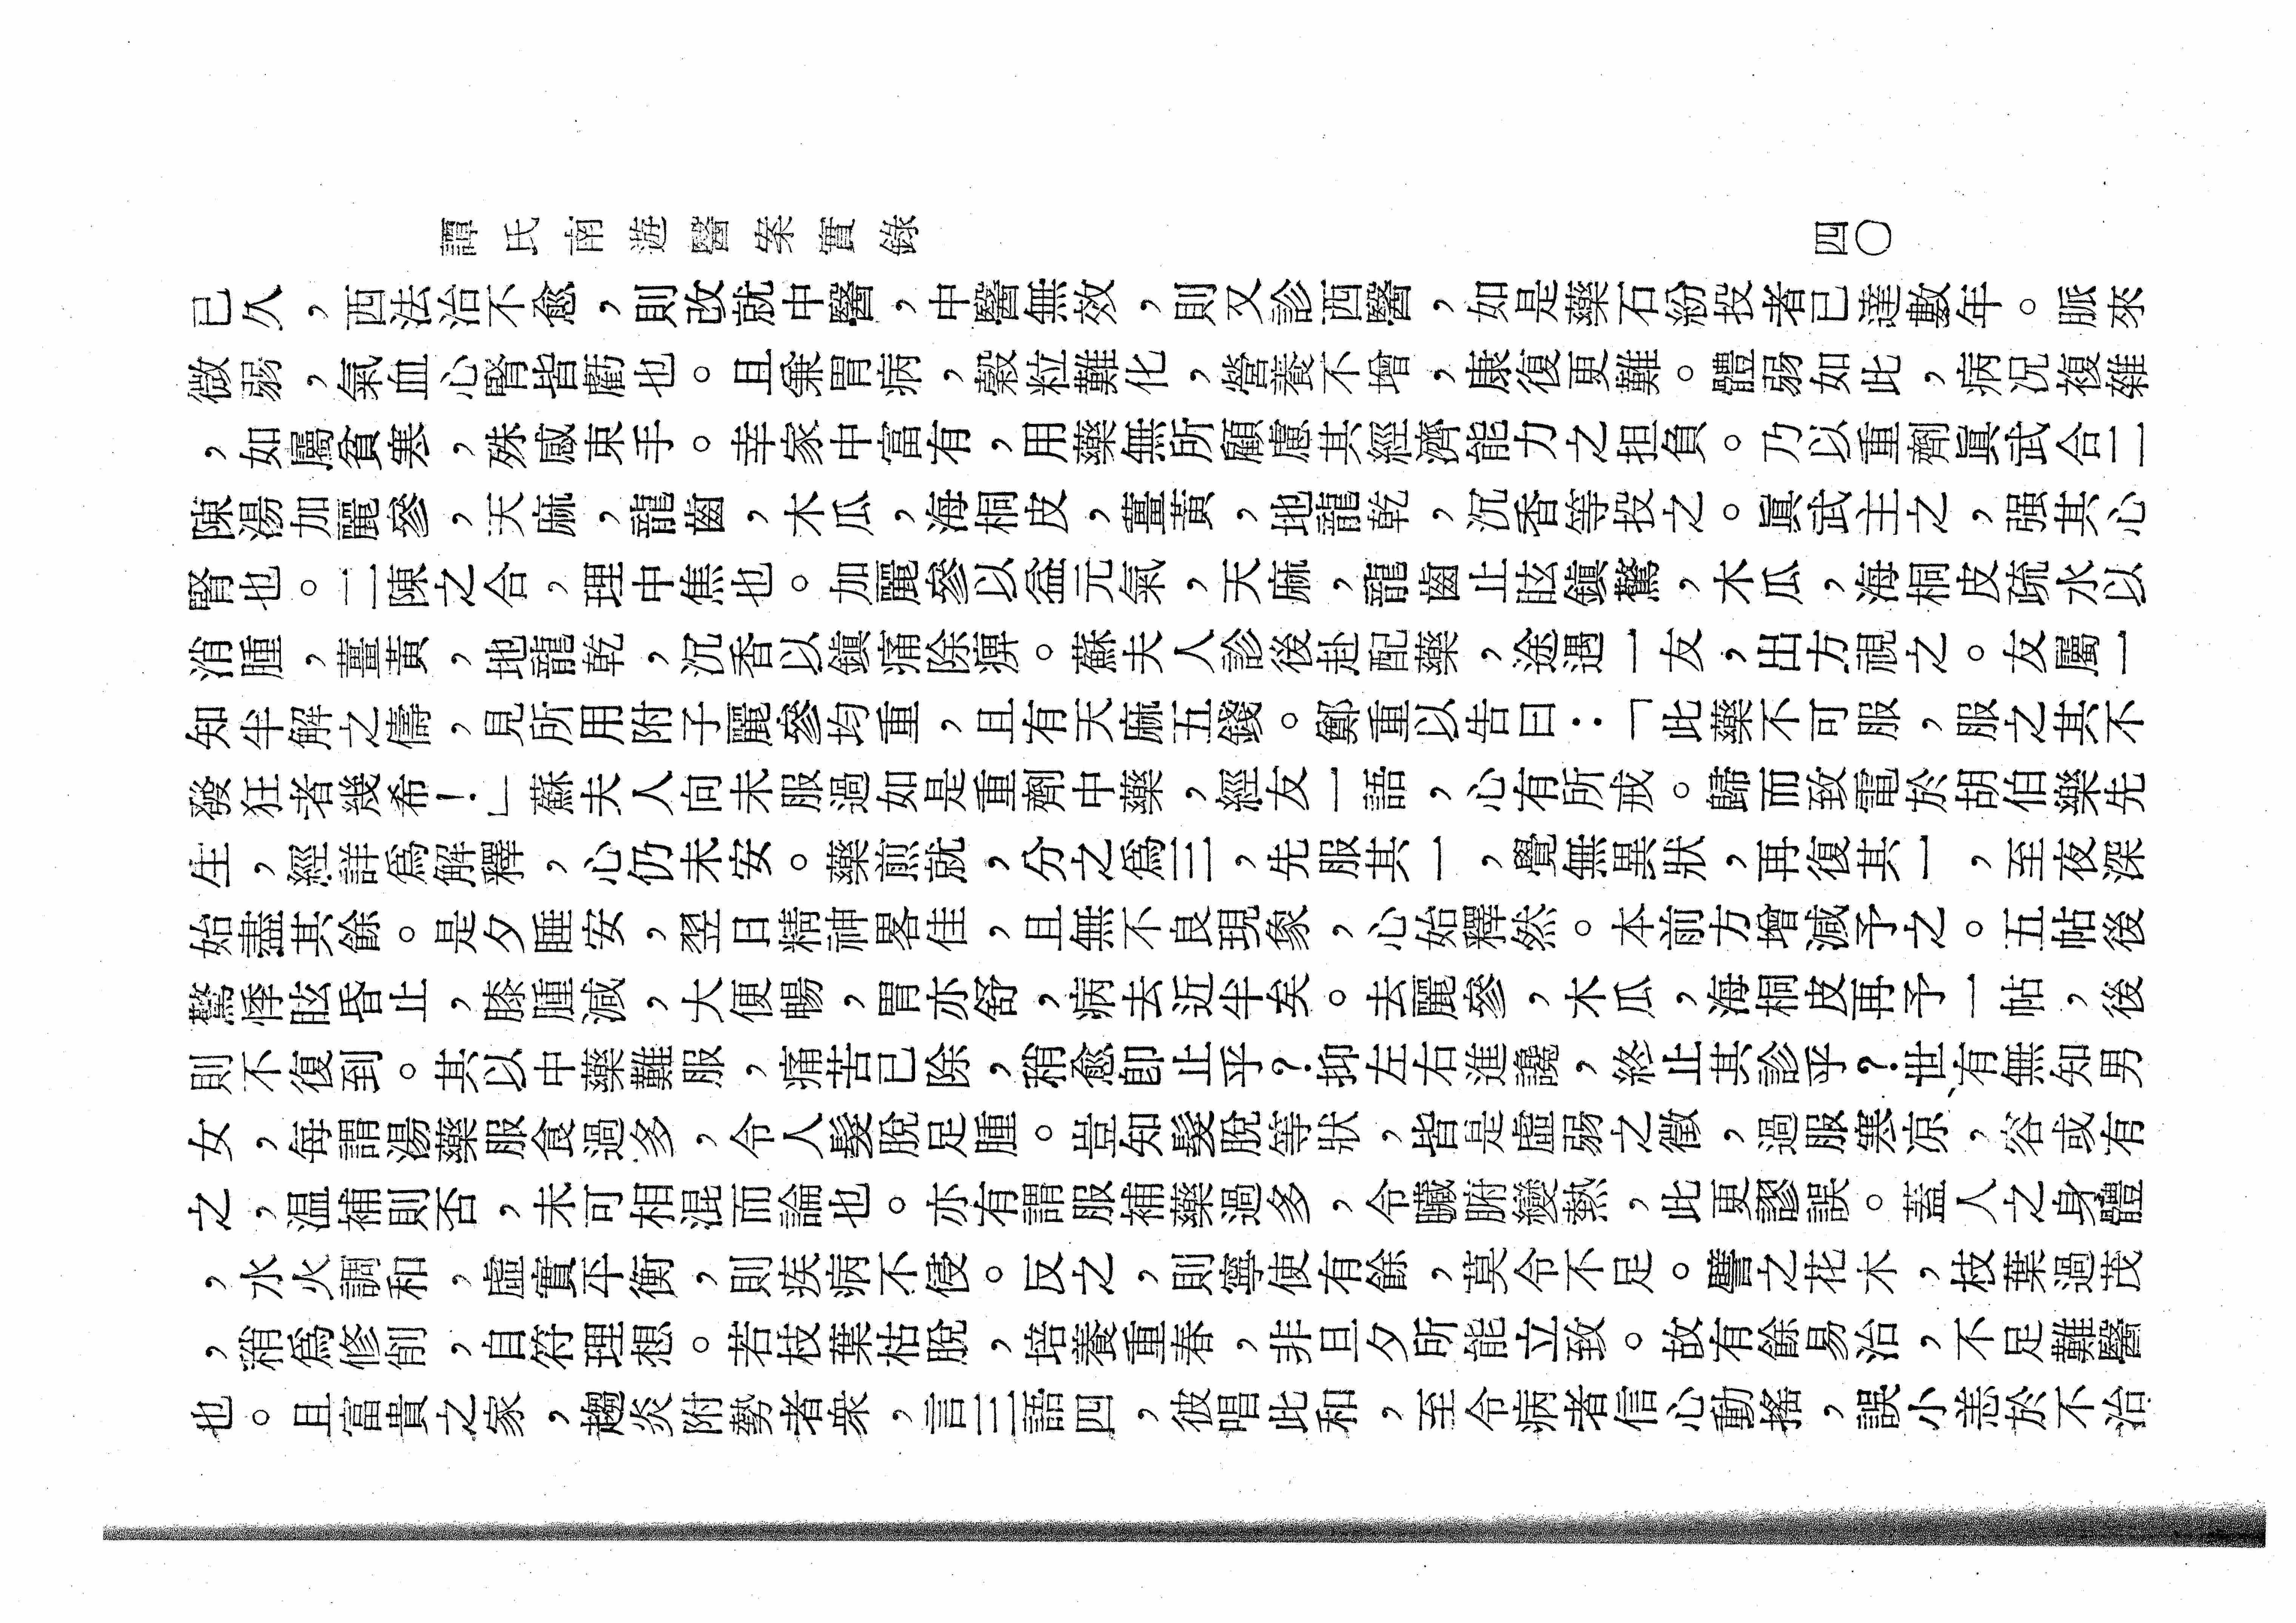 譚氏南遊醫案實錄
四〇
已久，西法治不愈，則改就中醫，中醫無效，則又診西醫，如是藥石紛投者已達數年。脈來
微弱，氣血心腎皆虧也。且兼胃病，穀粒難化，營養不增，康復更難。體弱如此，病況複雜
，如屬貧寒，殊感束手。幸家中富有，用藥無所顧慮其經濟能力之担負。乃以重劑眞武合二
陳湯加麗參，天麻，龍齒，木瓜，海桐皮，薑黃，地龍乾，沉香等投之。眞武主之，强其心
腎也。二陳之合，理中焦也。加麗參以益元氣，天麻，龍齒止眩鎭驚，木瓜，海桐皮疏水以
消腫，薑黃，地龍乾，沉香以鎭痛除痹。蘇夫人診後赴配藥，途遇一友，出方視之。友屬一
知半解之儔，見所用附子麗參均重，且有天麻五錢。鄭重以告曰：「此藥不可服，服之其不
發狂者幾希！」蘇夫人向未服過如是重劑中藥，經友一語，心有所戒。歸而致電於胡伯樂先
生，經詳爲解釋，心仍未安。藥煎就，分之爲三，先服其一，覺無異狀，再復其一，至夜深
始盡其餘。是夕睡安，翌日精神畧佳，且無不良現象，心始釋然。本前方增減予之。五帖後
驚悸眩昏止，膝腫減，大便暢，胃亦舒，病去近半矣。去麗參，木瓜，海桐皮再予一帖，後
則不復到。其以中藥難服，痛苦已除，稍愈卽止乎？抑左右進讒，終止其診乎？世有無知男
女，每謂湯藥服食過多，令人髮脫足腫。豈知髮脫等狀，皆是虛弱之徵，過服寒凉，容或有
之，温補則否，未可相混而論也。亦有謂服補藥過多，令臟腑變熱，此更謬誤。蓋人之身體
，水火調和，虛實平衡，則疾病不侵。反之，則寧使有餘，莫令不足。譬之花木，枝葉過茂
，稍爲修削，自符理想。若枝葉枯脫，培養重春，非旦夕所能立致。故有餘易治，不足難醫
也。且富貴之家，趨炎附勢者衆，言三語四，彼唱此和，至令病者信心動搖，誤小恙於不治